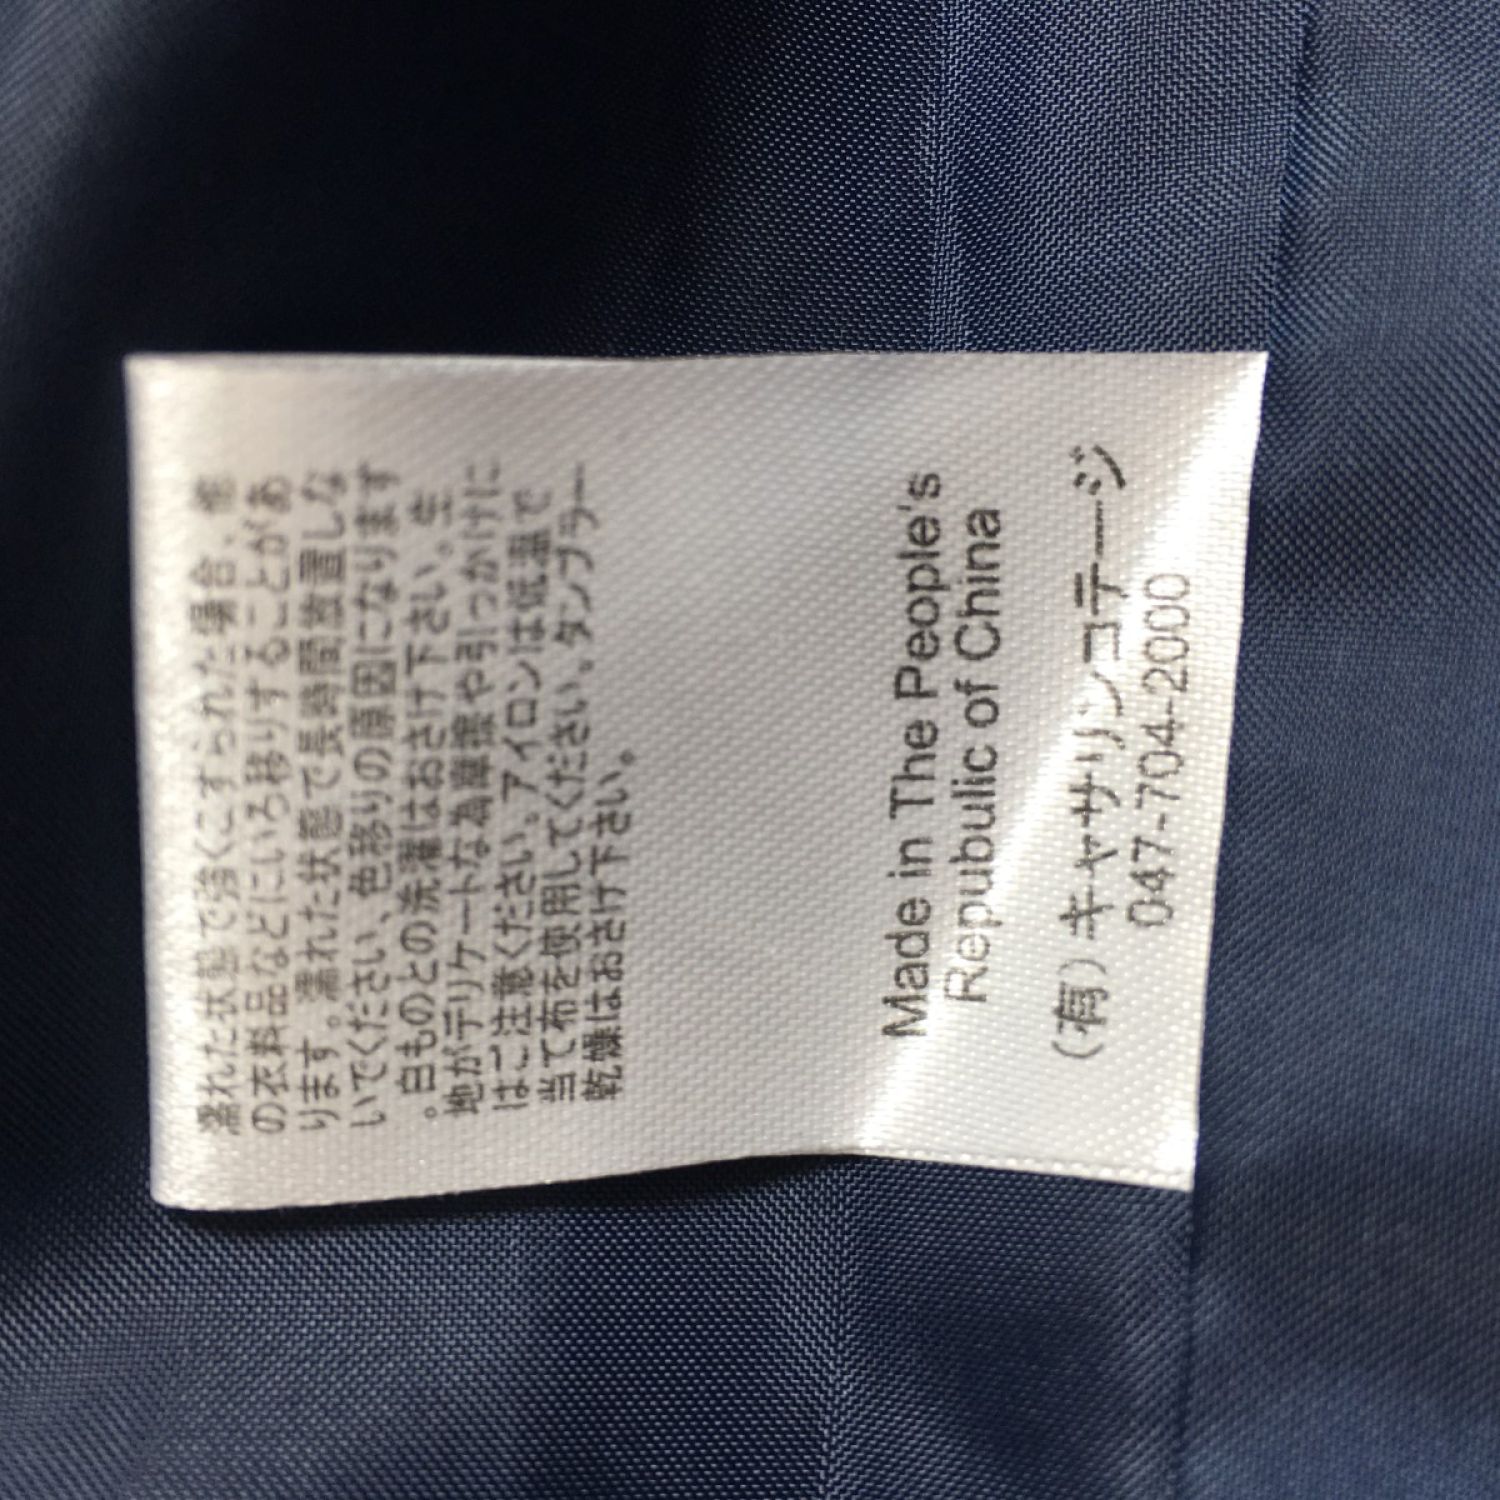 濡れた状態で強くこすられた場合、他
の衣料品などにいろ移りすることがあ
ります。濡れた状態で長時間放置しな
いでください、色移りの原因になります
。白ものとの洗濯はおさけ下さい。生
地がデリケートな為摩擦や引っかけに
はご注意ください。アイロンは低温で
当て布を使用してください。タンブラー
乾燥はおさけ下さい。
Made in The People's
Repubulic of China
(有)キャサリンコテージ
047-704-2000